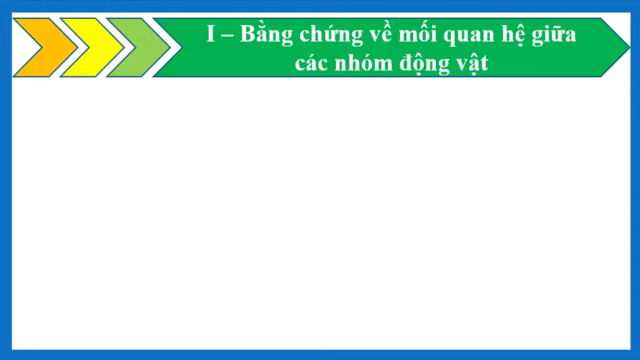 I – Bằng chứng về mối quan hệ giữa
các nhóm động vật